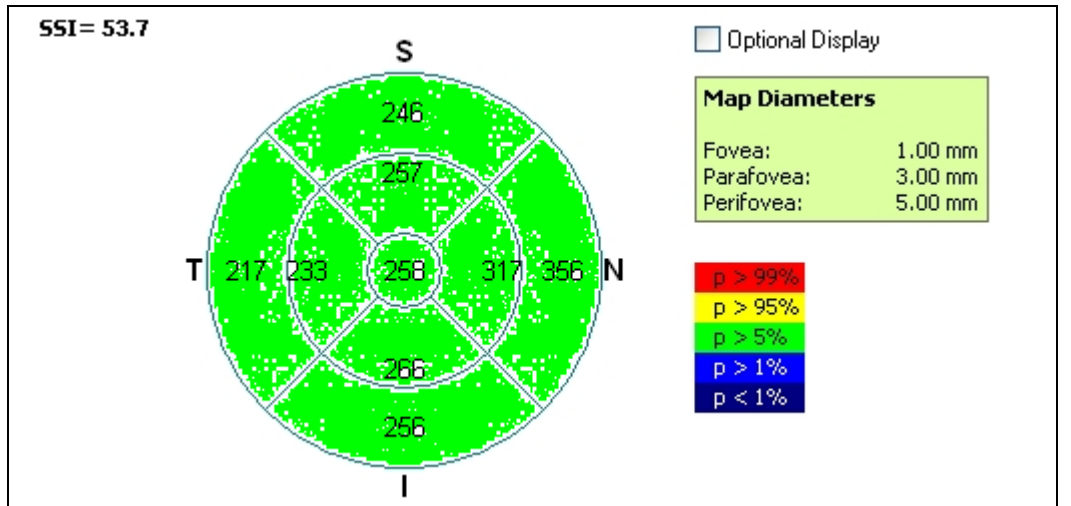 SSI= 53.7
S
246
257
T 217 233 258 317 356 N
266
256
I
Optional Display
Map Diameters
Fovea: 1.00 mm
Parafovea: 3.00 mm
Perifovea: 5.00 mm
p > 99%
p > 95%
p > 5%
p > 1%
p < 1%